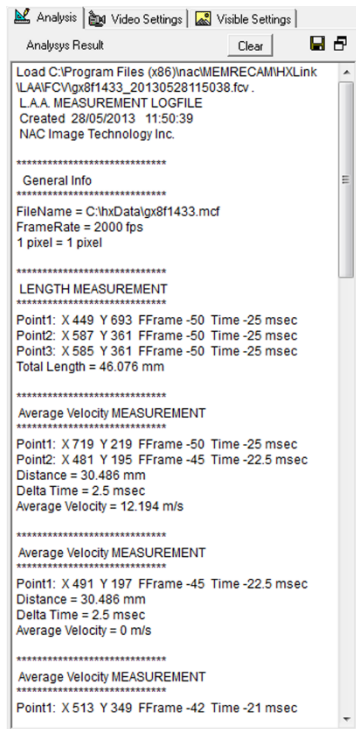 Analysis Video Settings Visible Settings
Analysys Result Clear
Load C:\Program Files (x86)\nac\MEMRECAM\HXLink
\LAA\FCV\gx8f1433_20130528115038.fcv .
L.A.A. MEASUREMENT LOGFILE
Created 28/05/2013 11:50:39
NAC Image Technology Inc.
*****************************
General Info
*****************************
FileName = C:\hxData\gx8f1433.mcf
FrameRate = 2000 fps
1 pixel = 1 pixel
*****************************
LENGTH MEASUREMENT
*****************************
Point1: X 449 Y 693 FFrame -50 Time -25 msec
Point2: X 587 Y 361 FFrame -50 Time -25 msec
Point3: X 585 Y 361 FFrame -50 Time -25 msec
Total Length = 46.076 mm
*****************************
Average Velocity MEASUREMENT
*****************************
Point1: X 719 Y 219 FFrame -50 Time -25 msec
Point2: X 481 Y 195 FFrame -45 Time -22.5 msec
Distance = 30.486 mm
Delta Time = 2.5 msec
Average Velocity = 12.194 m/s
*****************************
Average Velocity MEASUREMENT
*****************************
Point1: X 491 Y 197 FFrame -45 Time -22.5 msec
Distance = 30.486 mm
Delta Time = 2.5 msec
Average Velocity = 0 m/s
*****************************
Average Velocity MEASUREMENT
*****************************
Point1: X 513 Y 349 FFrame -42 Time -21 msec